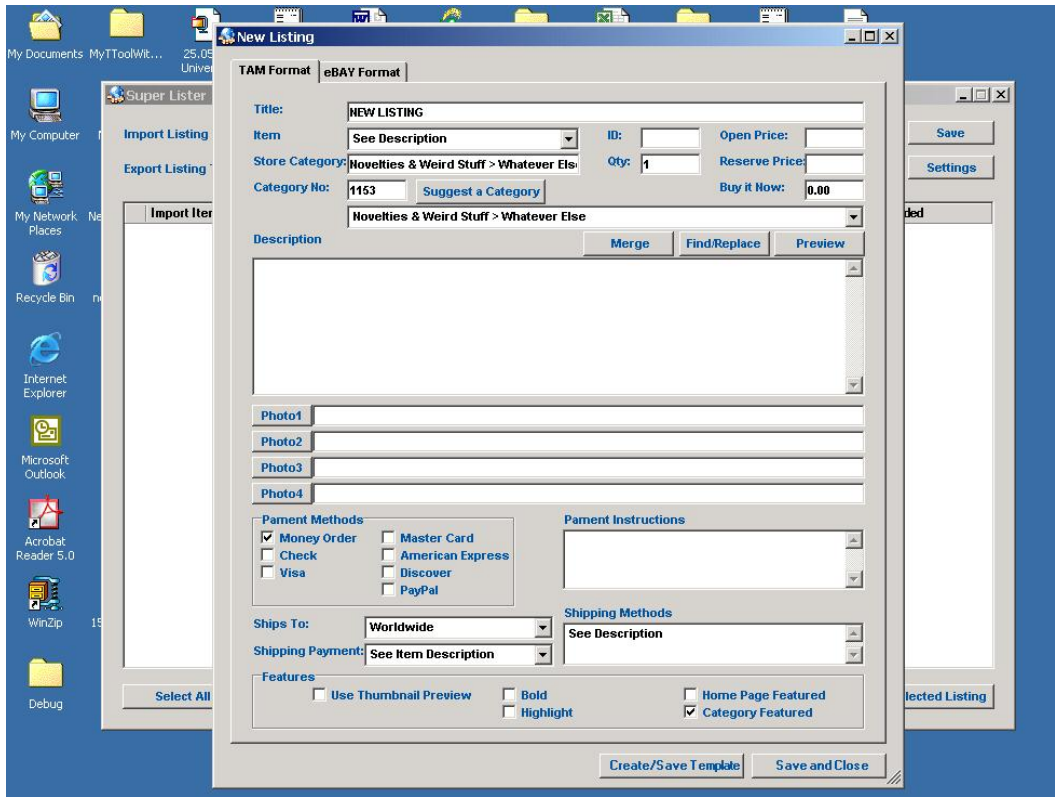 My Documents
MyTToolWit...
25.05
Univer
New Listing
TAM Format
eBAY Format
Super Lister
My Computer
Import Listing
Export Listing
Save
Settings
Title:
NEW LISTING
Item
See Description
ID:
Open Price:
Store Category:
Novelties & Weird Stuff > Whatever Els
Qty:
1
Reserve Price:
Category No:
1153
Suggest a Category
Buy it Now:
0.00
Novelties & Weird Stuff > Whatever Else
My Network
Places
Ne
Import Iter
ded
Description
Merge
Find/Replace
Preview
Recycle Bin
Internet
Explorer
Microsoft
Outlook
Acrobat
Reader 5.0
WinZip
15
Debug
Photo1
Photo2
Photo3
Photo4
Pament Methods
Money Order
Check
Visa
Master Card
American Express
Discover
PayPal
Pament Instructions
Ships To:
Worldwide
Shipping Payment:
See Item Description
Shipping Methods
See Description
Features
Use Thumbnail Preview
Bold
Highlight
Home Page Featured
Category Featured
Select All
lected Listing
Create/Save Template
Save and Close